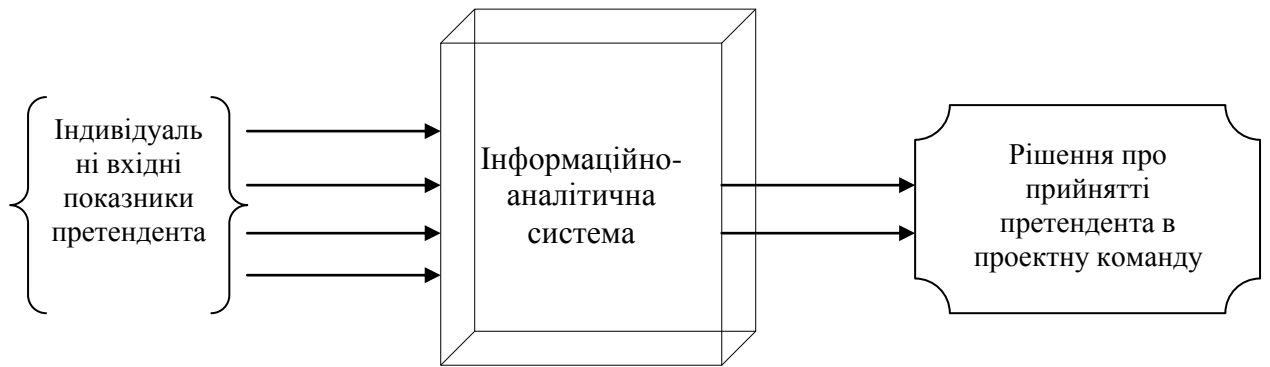 Індивідуаль
ні вхідні
показники
претендента
Інформаційно-
аналітична
система
Рішення про
прийнятті
претендента в
проектну команду